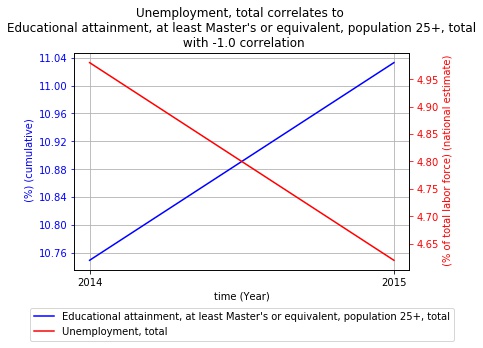 Unemployment, total correlates to
Educational attainment, at least Master's or equivalent, population 25+, total
with -1.0 correlation
11.04
11.00
10.96
10.92
10.88
10.84
10.80
10.76
(%) (cumulative)
4.95
4.90
4.85
4.80
4.75
4.70
4.65
(% of total labor force) (national estimate)
2014
2015
time (Year)
Educational attainment, at least Master's or equivalent, population 25+, total
Unemployment, total